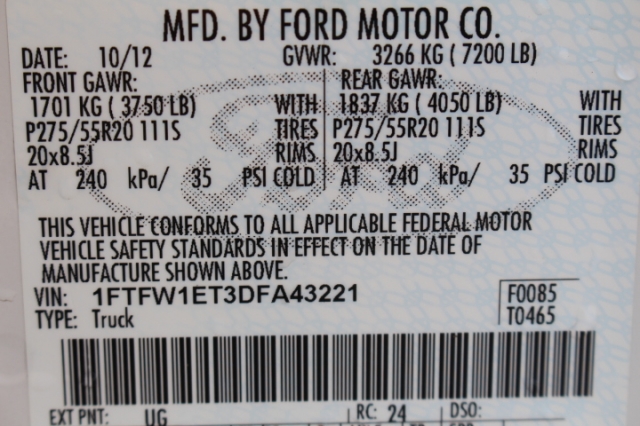 MFD. BY FORD MOTOR CO.
DATE: 10/12 GVWR: 3266 KG ( 7200 LB)
FRONT GAWR: REAR GAWR:
1701 KG ( 3750 LB) WITH 1837 KG ( 4050 LB) WITH
P275/55R20 111S TIRES P275/55R20 111S TIRES
20x8.5J RIMS 20x8.5J RIMS
AT 240 kPa/ 35 PSI COLD AT 240 kPa/ 35 PSI COLD
Ford
THIS VEHICLE CONFORMS TO ALL APPLICABLE FEDERAL MOTOR
VEHICLE SAFETY STANDARDS IN EFFECT ON THE DATE OF
MANUFACTURE SHOWN ABOVE.
VIN: 1FTFW1ET3DFA43221 F0085
TYPE: Truck T0465
EXT PNT: UG RC: 24 DSO: